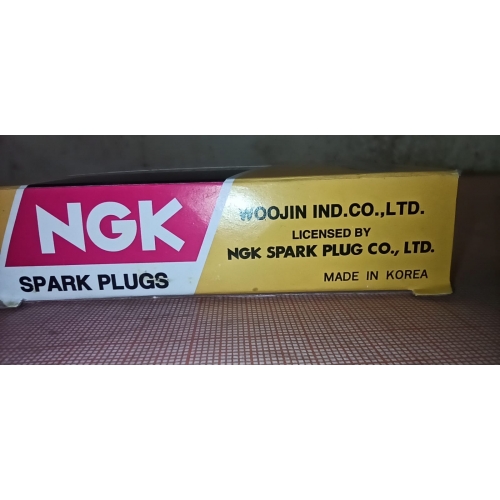 NGK
SPARK PLUGS
WOOJIN IND.CO.,LTD.
LICENSED BY
NGK SPARK PLUG CO., LTD.
MADE IN KOREA